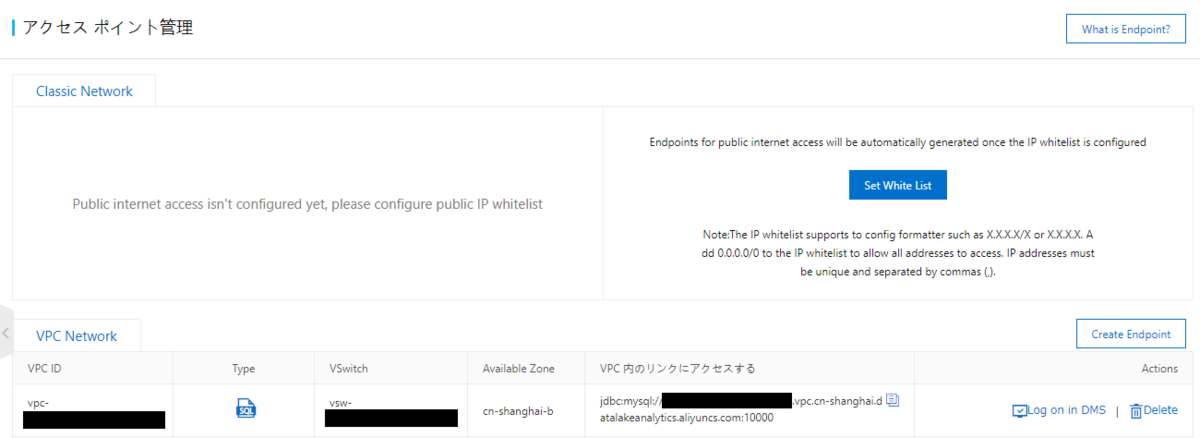 アクセス ポイント管理
What is Endpoint?
Classic Network
Public internet access isn't configured yet, please configure public IP whitelist
Endpoints for public internet access will be automatically generated once the IP whitelist is configured
Set White List
Note:The IP whitelist supports to config formatter such as X.X.X.X/X or X.X.X.X. A
dd 0.0.0.0/0 to the IP whitelist to allow all addresses to access. IP addresses must
be unique and separated by commas (,).
VPC Network
Create Endpoint
VPC ID Type VSwitch Available Zone VPC 内のリンクにアクセスする Actions
vpc-
SQL
vsw-
cn-shanghai-b
jdbc:mysql:// .vpc.cn-shanghai.d
atalakeanalytics.aliyuncs.com:10000
Log on in DMS | Delete